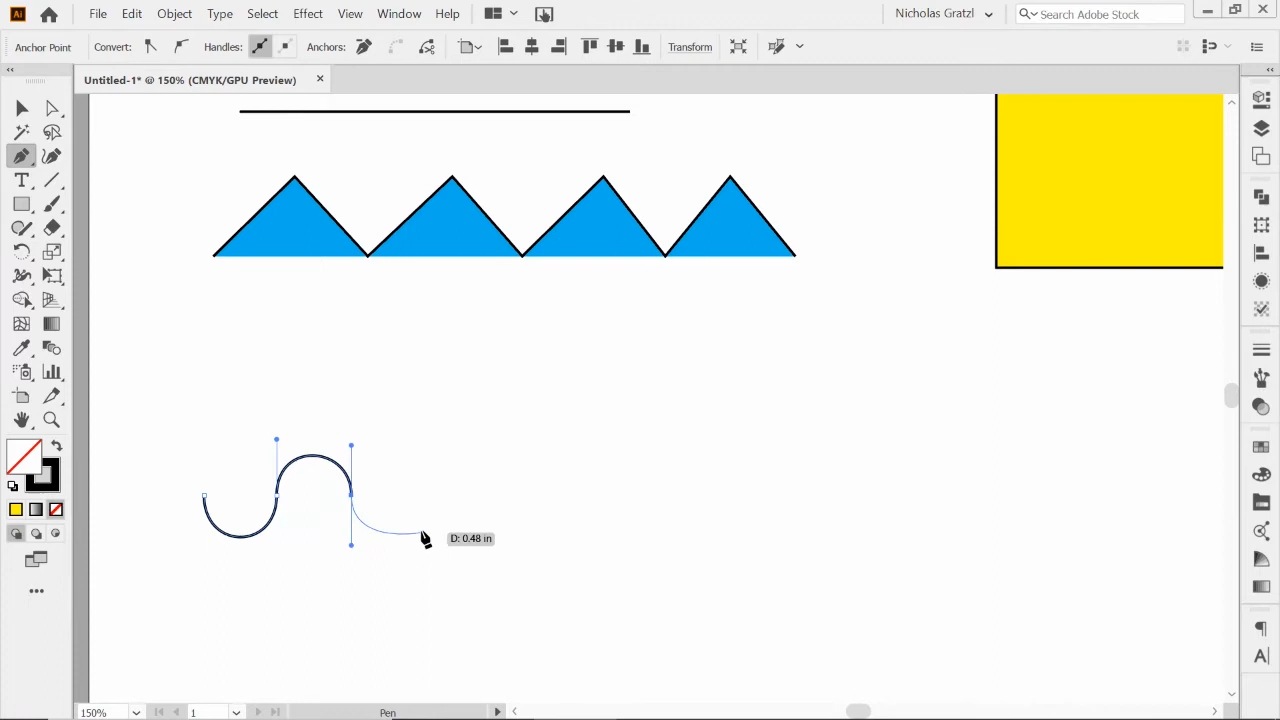 Ai File Edit Object Type Select Effect View Window Help Nicholas Gratzl Search Adobe Stock
Anchor Point Convert: Handles: Anchors: Transform
Untitled-1* @ 150% (CMYK/GPU Preview)
D: 0.48 in
150% 1 Pen